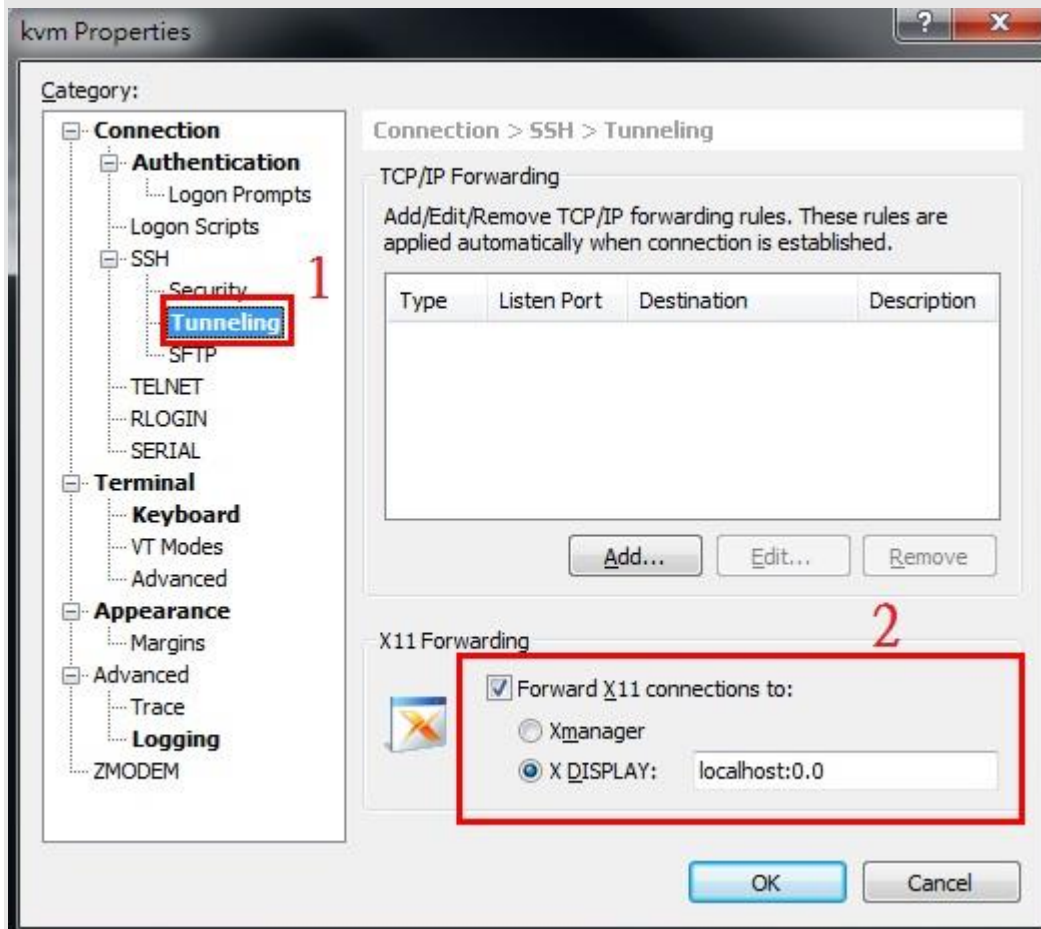 kvm Properties
?
X
Category:
Connection
Authentication
Logon Prompts
Logon Scripts
SSH
1
Security
Tunneling
SFTP
TELNET
RLOGIN
SERIAL
Terminal
Keyboard
VT Modes
Advanced
Appearance
Margins
Advanced
Trace
Logging
ZMODEM
Connection > SSH > Tunneling
TCP/IP Forwarding
Add/Edit/Remove TCP/IP forwarding rules. These rules are
applied automatically when connection is established.
Type Listen Port Destination Description
Add... Edit... Remove
2
X11 Forwarding
Forward X11 connections to:
Xmanager
X DISPLAY: localhost:0.0
OK Cancel